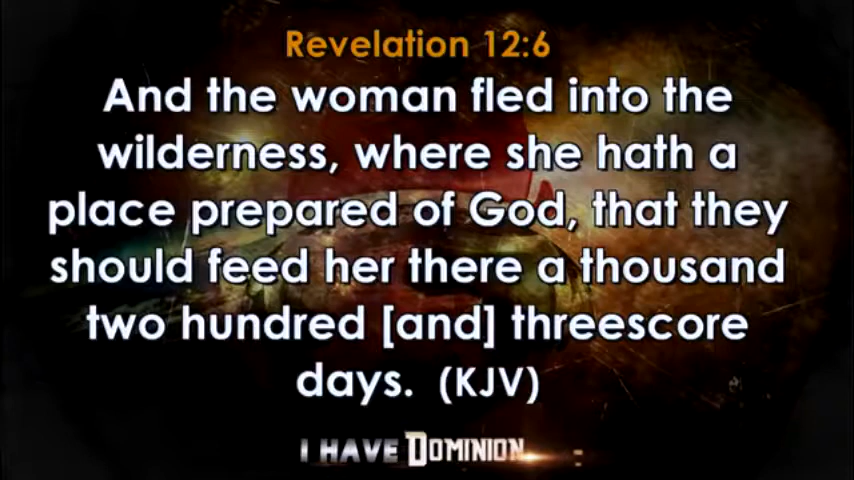 Revelation 12:6
And the woman fled into the
wilderness, where she hath a
place prepared of God, that they
should feed her there a thousand
two hundred [and] threescore
days. (KJV)
I HAVE DOMINION